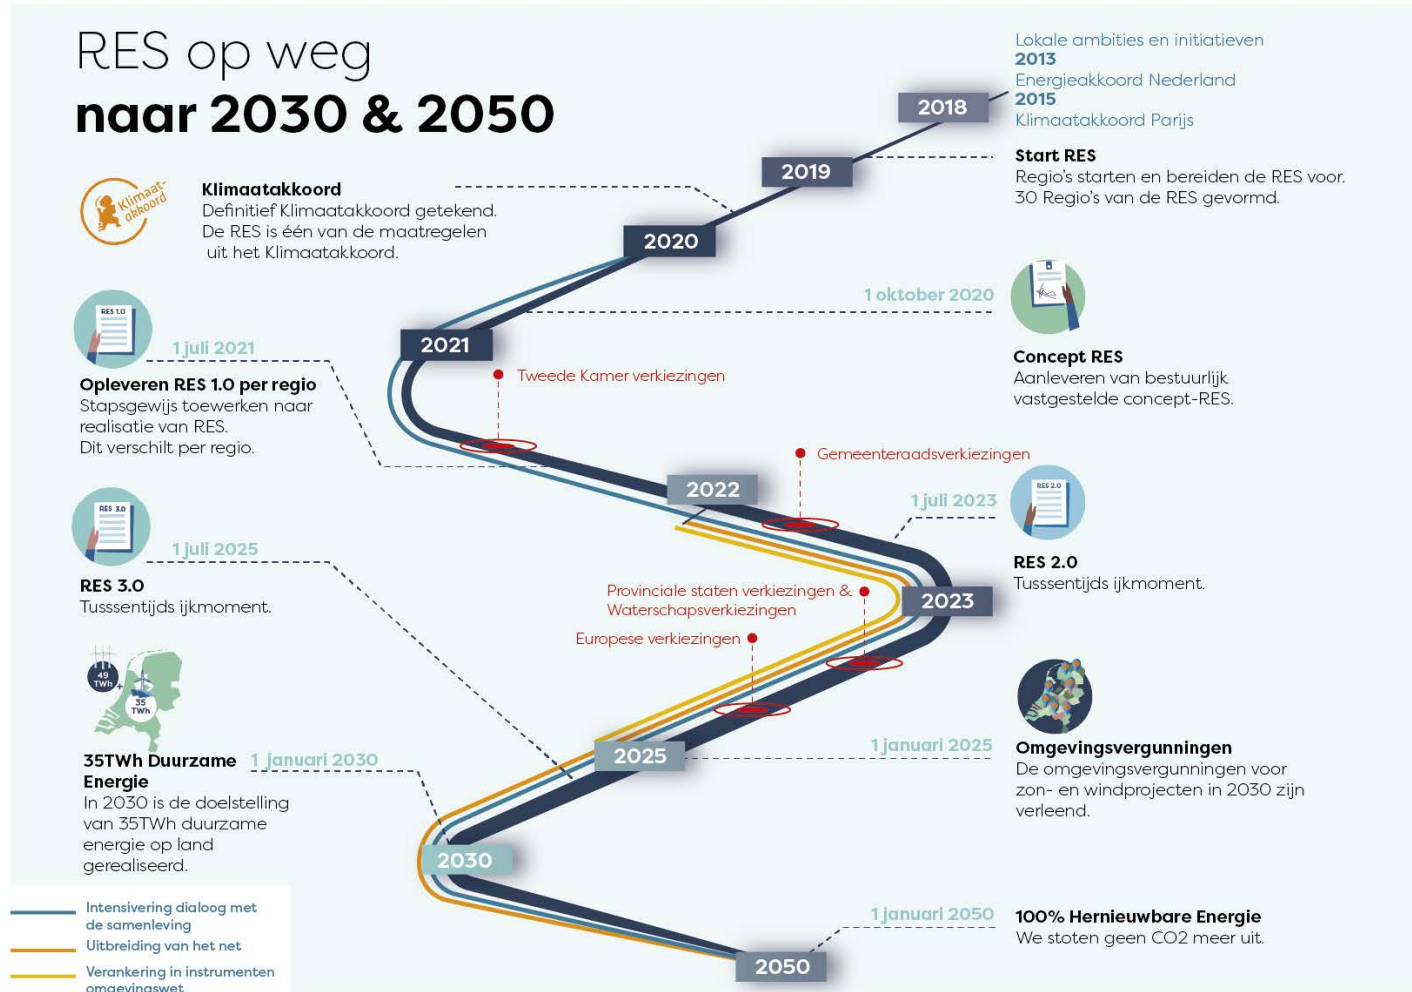 RES op weg
naar 2030 & 2050
Lokale ambities en initiatieven
2013
Energieakkoord Nederland
2015
Klimaatakkoord Parijs
2018
Start RES
Regio's starten en bereiden de RES voor.
30 Regio's van de RES gevormd.
2019
Klimaat-
akkoord
Klimaatakkoord
Definitief Klimaatakkoord getekend.
De RES is één van de maatregelen
uit het Klimaatakkoord.
2020
1 oktober 2020
Concept RES
Aanleveren van bestuurlijk
vastgestelde concept-RES.
RES 1.0
1 juli 2021
Opleveren RES 1.0 per regio
Stapsgewijs toewerken naar
realisatie van RES.
Dit verschilt per regio.
2021
Tweede Kamer verkiezingen
2022
Gemeenteraadsverkiezingen
1 juli 2023
RES 2.0
RES 2.0
Tusssentijds ijkmoment.
RES 3.0
1 juli 2025
RES 3.0
Tusssentijds ijkmoment.
2023
Provinciale staten verkiezingen &
Waterschapsverkiezingen
Europese verkiezingen
49
TWh
+
35
TWh
35TWh Duurzame
Energie
1 januari 2030
In 2030 is de doelstelling
van 35TWh duurzame
energie op land
gerealiseerd.
2025
1 januari 2025
Omgevingsvergunningen
De omgevingsvergunningen voor
zon- en windprojecten in 2030 zijn
verleend.
2030
1 januari 2050
100% Hernieuwbare Energie
We stoten geen CO2 meer uit.
2050
Intensivering dialoog met
de samenleving
Uitbreiding van het net
Verankering in instrumenten
omgevingswet